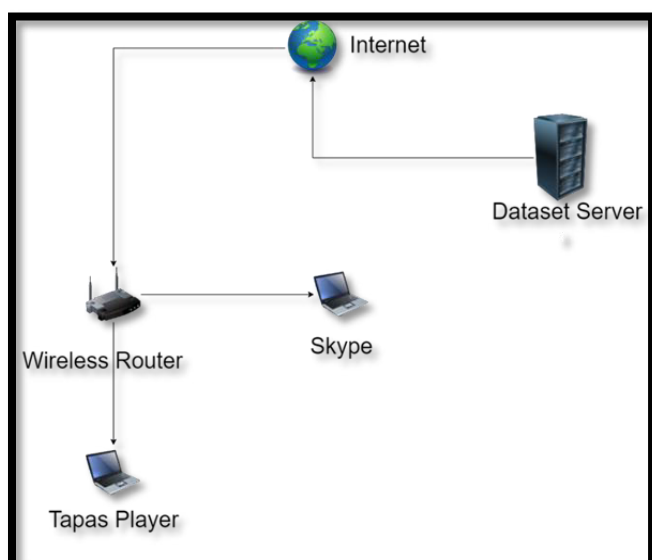 Internet
Dataset Server
Skype
Wireless Router
Tapas Player